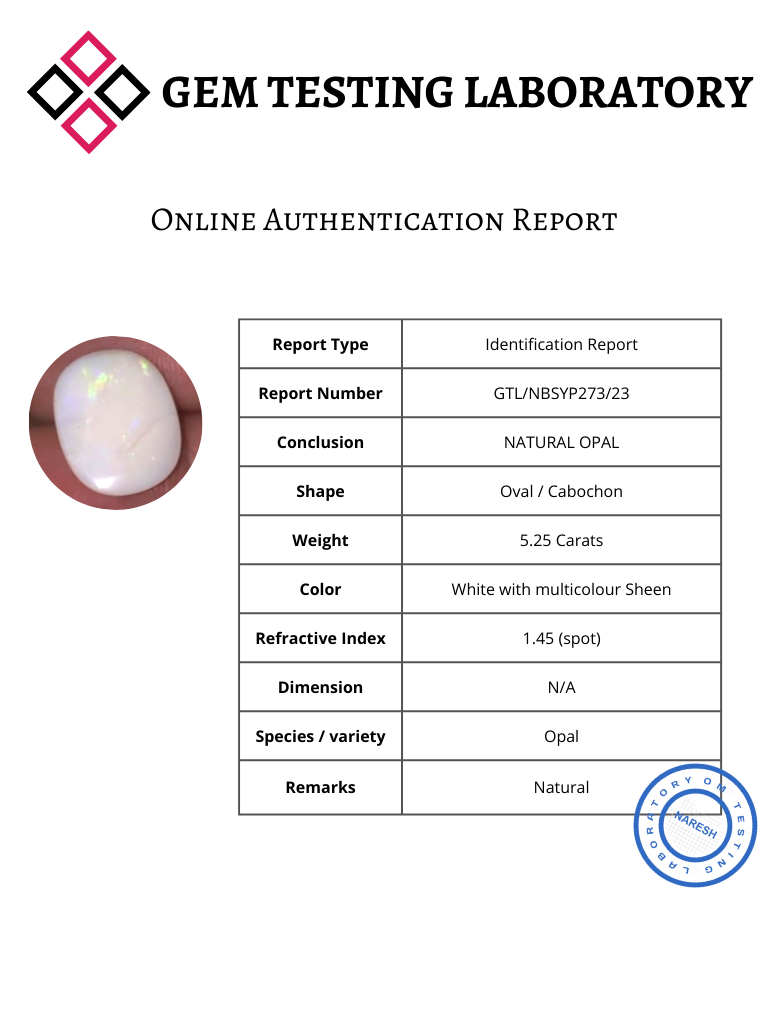 GEM TESTING LABORATORY
Online Authentication Report
Report Type Identification Report
Report Number GTL/NBSYP273/23
Conclusion NATURAL OPAL
Shape Oval / Cabochon
Weight 5.25 Carats
Color White with multicolour Sheen
Refractive Index 1.45 (spot)
Dimension N/A
Species / variety Opal
Remarks Natural
OM TESTING LABORATORY
NARESH